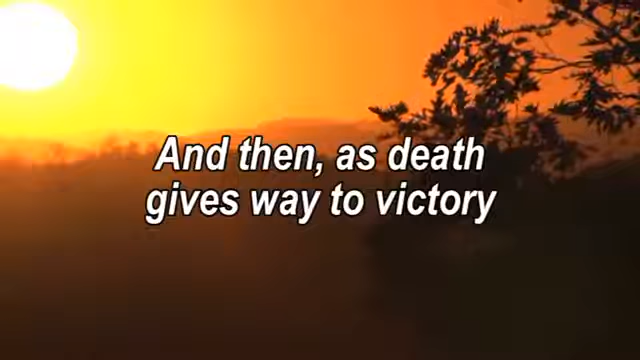 And then, as death
gives way to victory